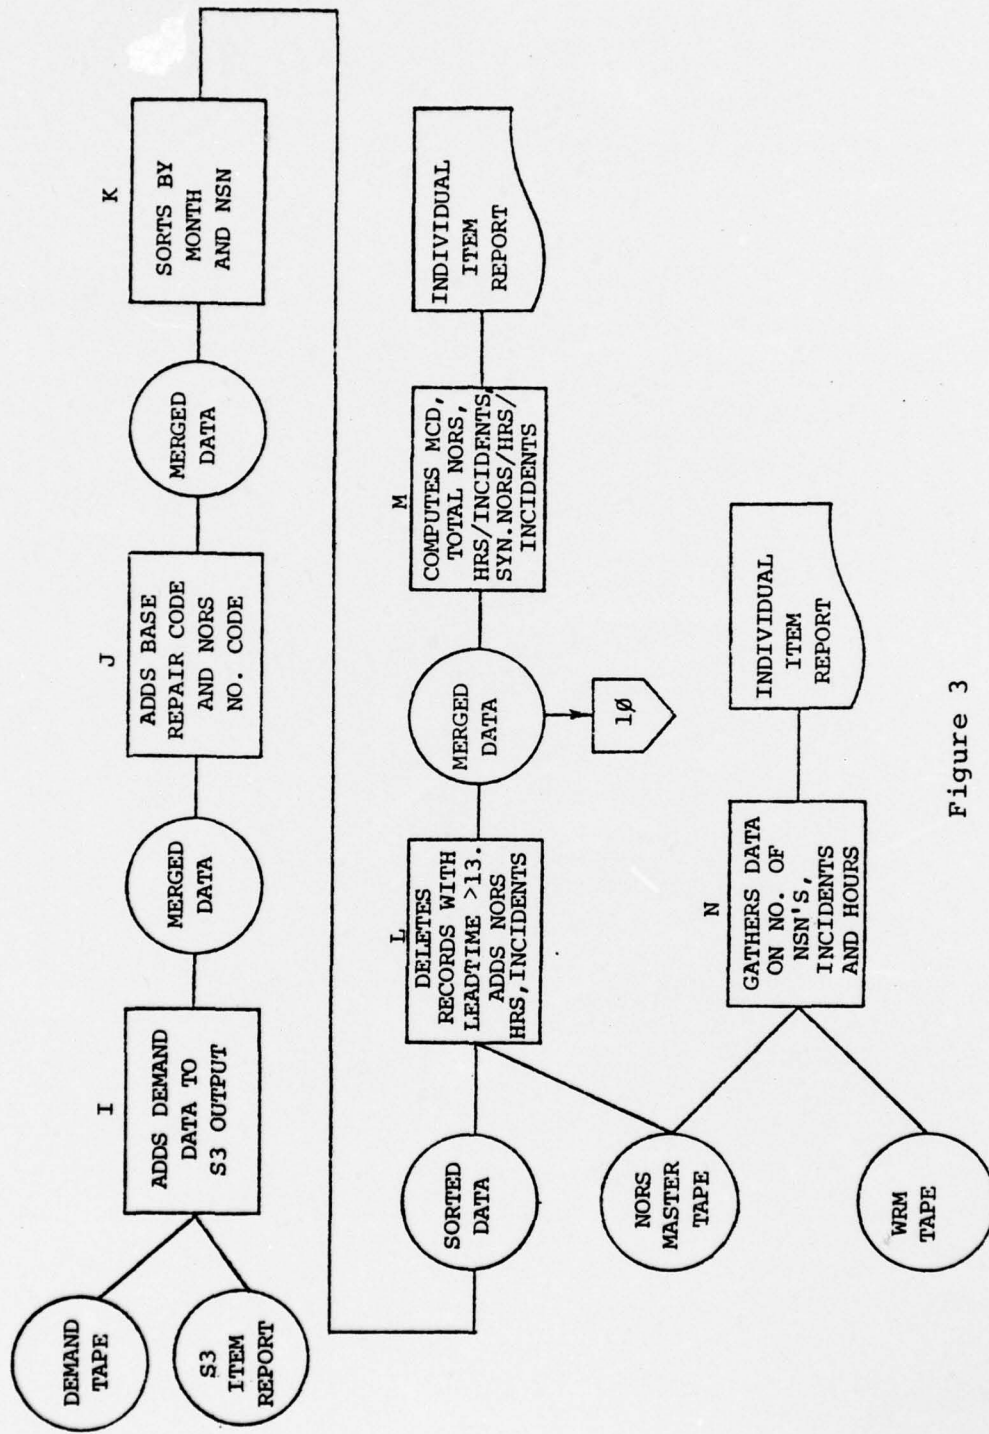 DEMAND
TAPE
S3
ITEM
REPORT
I
ADDS DEMAND
DATA TO
S3 OUTPUT
MERGED
DATA
J
ADDS BASE
REPAIR CODE
AND NORS
NO. CODE
MERGED
DATA
K
SORTS BY
MONTH
AND NSN
SORTED
DATA
L
DELETES
RECORDS WITH
LEADTIME >13.
ADDS NORS
HRS,INCIDENTS
MERGED
DATA
1Ø
M
COMPUTES MCD,
TOTAL NORS,
HRS/INCIDENTS,
SYN.NORS/HRS/
INCIDENTS
INDIVIDUAL
ITEM
REPORT
NORS
MASTER
TAPE
WRM
TAPE
N
GATHERS DATA
ON NO. OF
NSN'S,
INCIDENTS
AND HOURS
INDIVIDUAL
ITEM
REPORT
Figure 3